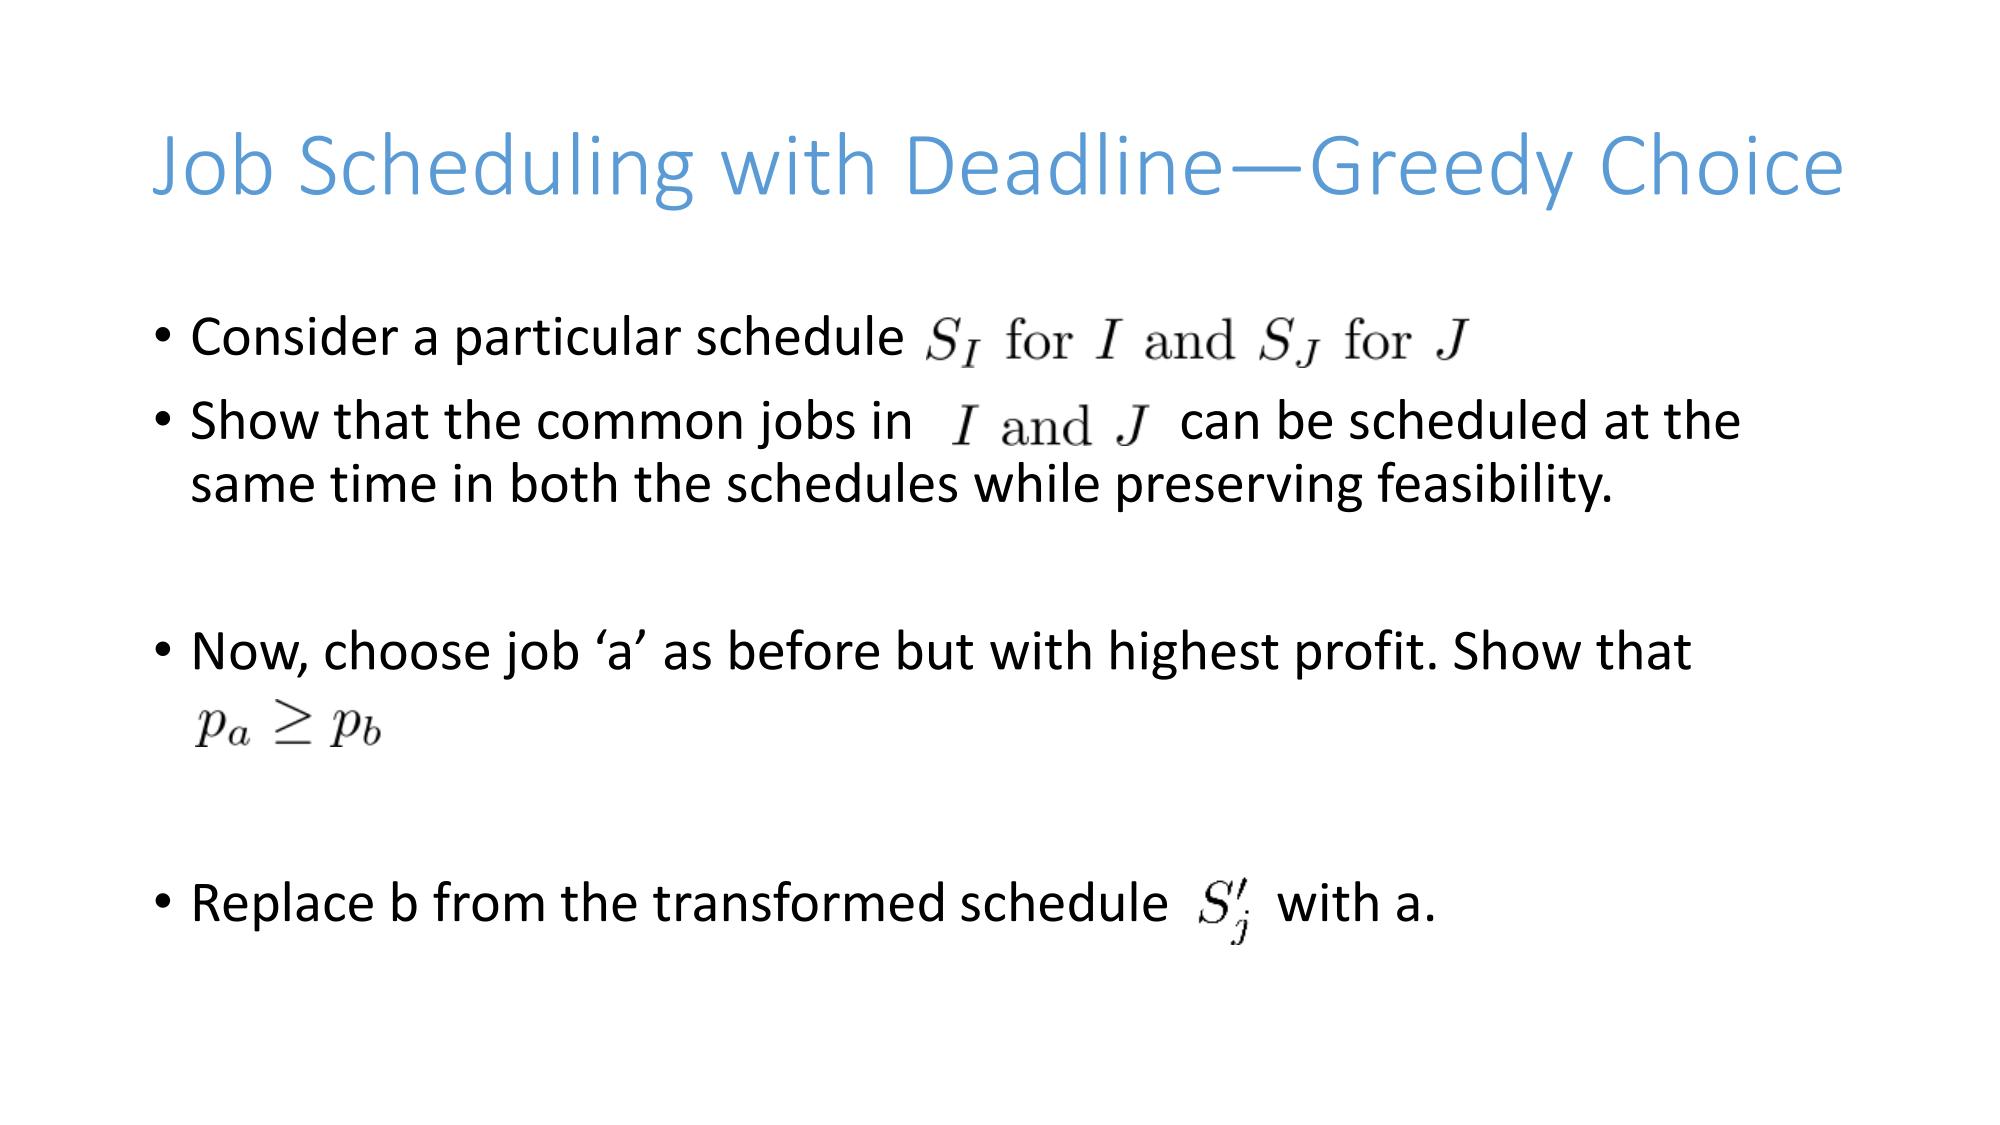 Job Scheduling with Deadline—Greedy Choice
• Consider a particular schedule S_I for I and S_J for J
• Show that the common jobs in I and J can be scheduled at the
same time in both the schedules while preserving feasibility.
• Now, choose job ‘a’ as before but with highest profit. Show that
p_a ≥ p_b
• Replace b from the transformed schedule S'_j with a.